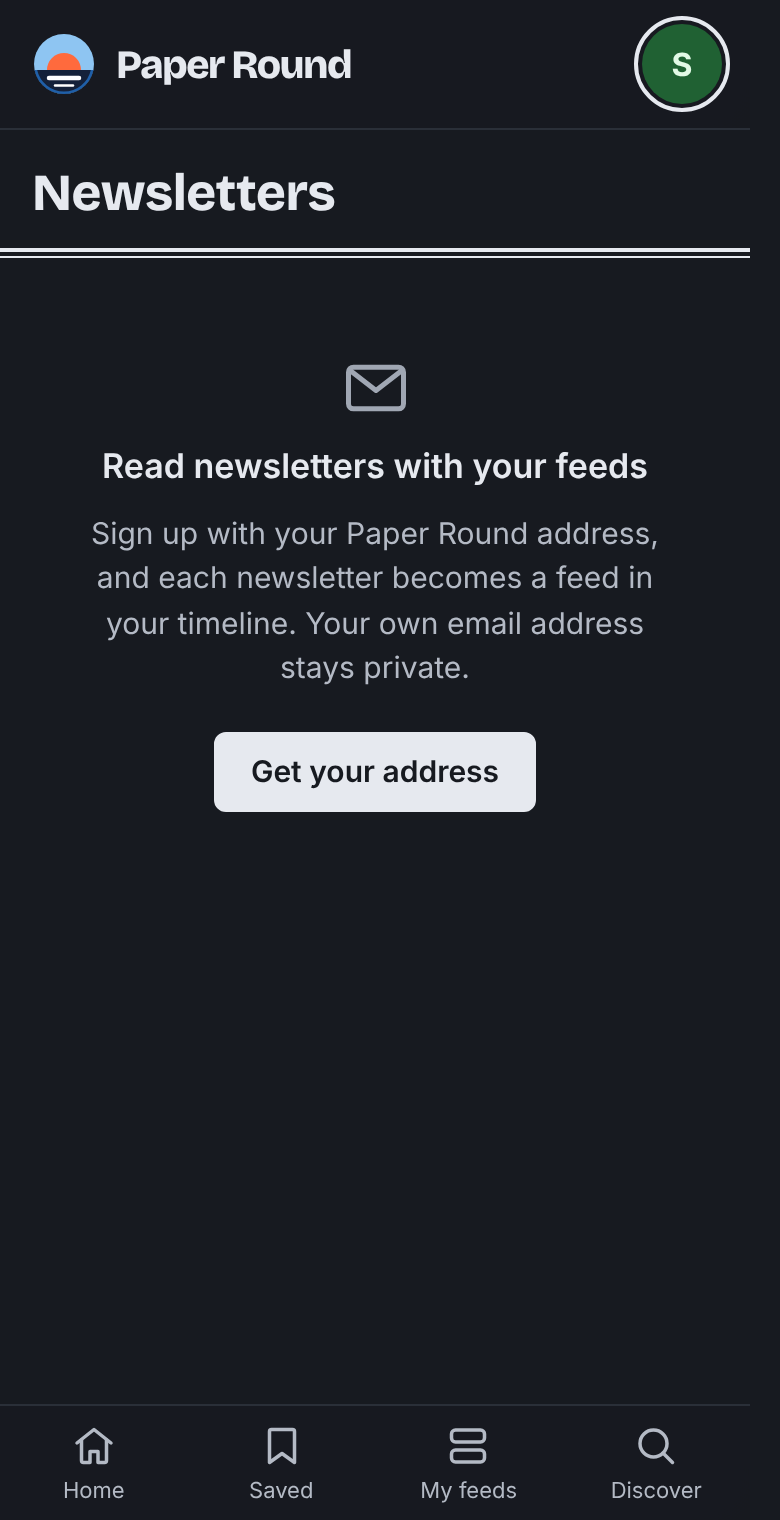 Paper Round
S
Newsletters
Read newsletters with your feeds
Sign up with your Paper Round address,
and each newsletter becomes a feed in
your timeline. Your own email address
stays private.
Get your address
Home
Saved
My feeds
Discover